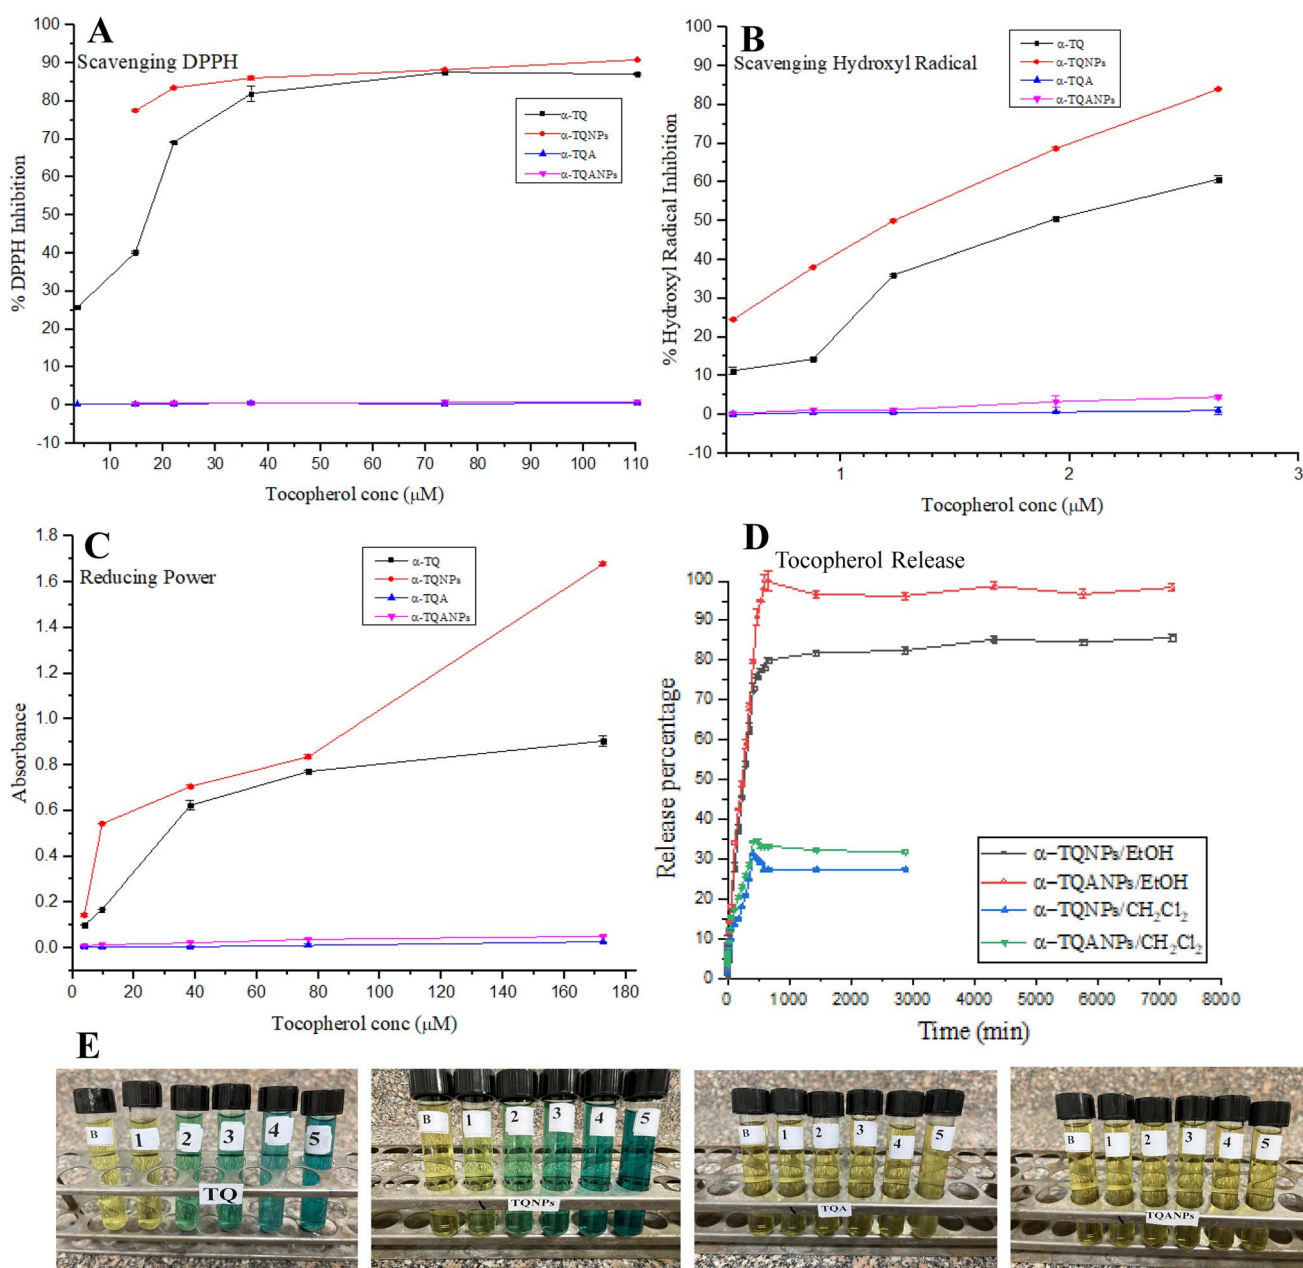 A
Scavenging DPPH
100
90
80
70
60
50
40
30
20
10
0
-10
% DPPH Inhibition
α-TQ
α-TQNPs
α-TQA
α-TQANPs
10 20 30 40 50 60 70 80 90 100 110
Tocopherol conc (μM)
B
Scavenging Hydroxyl Radical
100
90
80
70
60
50
40
30
20
10
0
-10
% Hydroxyl Radical Inhibition
α-TQ
α-TQNPs
α-TQA
α-TQANPs
1 2 3
Tocopherol conc (μM)
C
Reducing Power
1.8
1.6
1.4
1.2
1.0
0.8
0.6
0.4
0.2
0.0
Absorbance
α-TQ
α-TQNPs
α-TQA
α-TQANPs
0 20 40 60 80 100 120 140 160 180
Tocopherol conc (μM)
D
Tocopherol Release
100
90
80
70
60
50
40
30
20
10
0
Release percentage
α−TQNPs/EtOH
α−TQANPs/EtOH
α−TQNPs/CH₂Cl₂
α−TQANPs/CH₂Cl₂
0 1000 2000 3000 4000 5000 6000 7000 8000
Time (min)
E
B 1 2 3 4 5
TQ
B 1 2 3 4 5
TQNPs
B 1 2 3 4 5
TQA
B 1 2 3 4 5
TQANPs